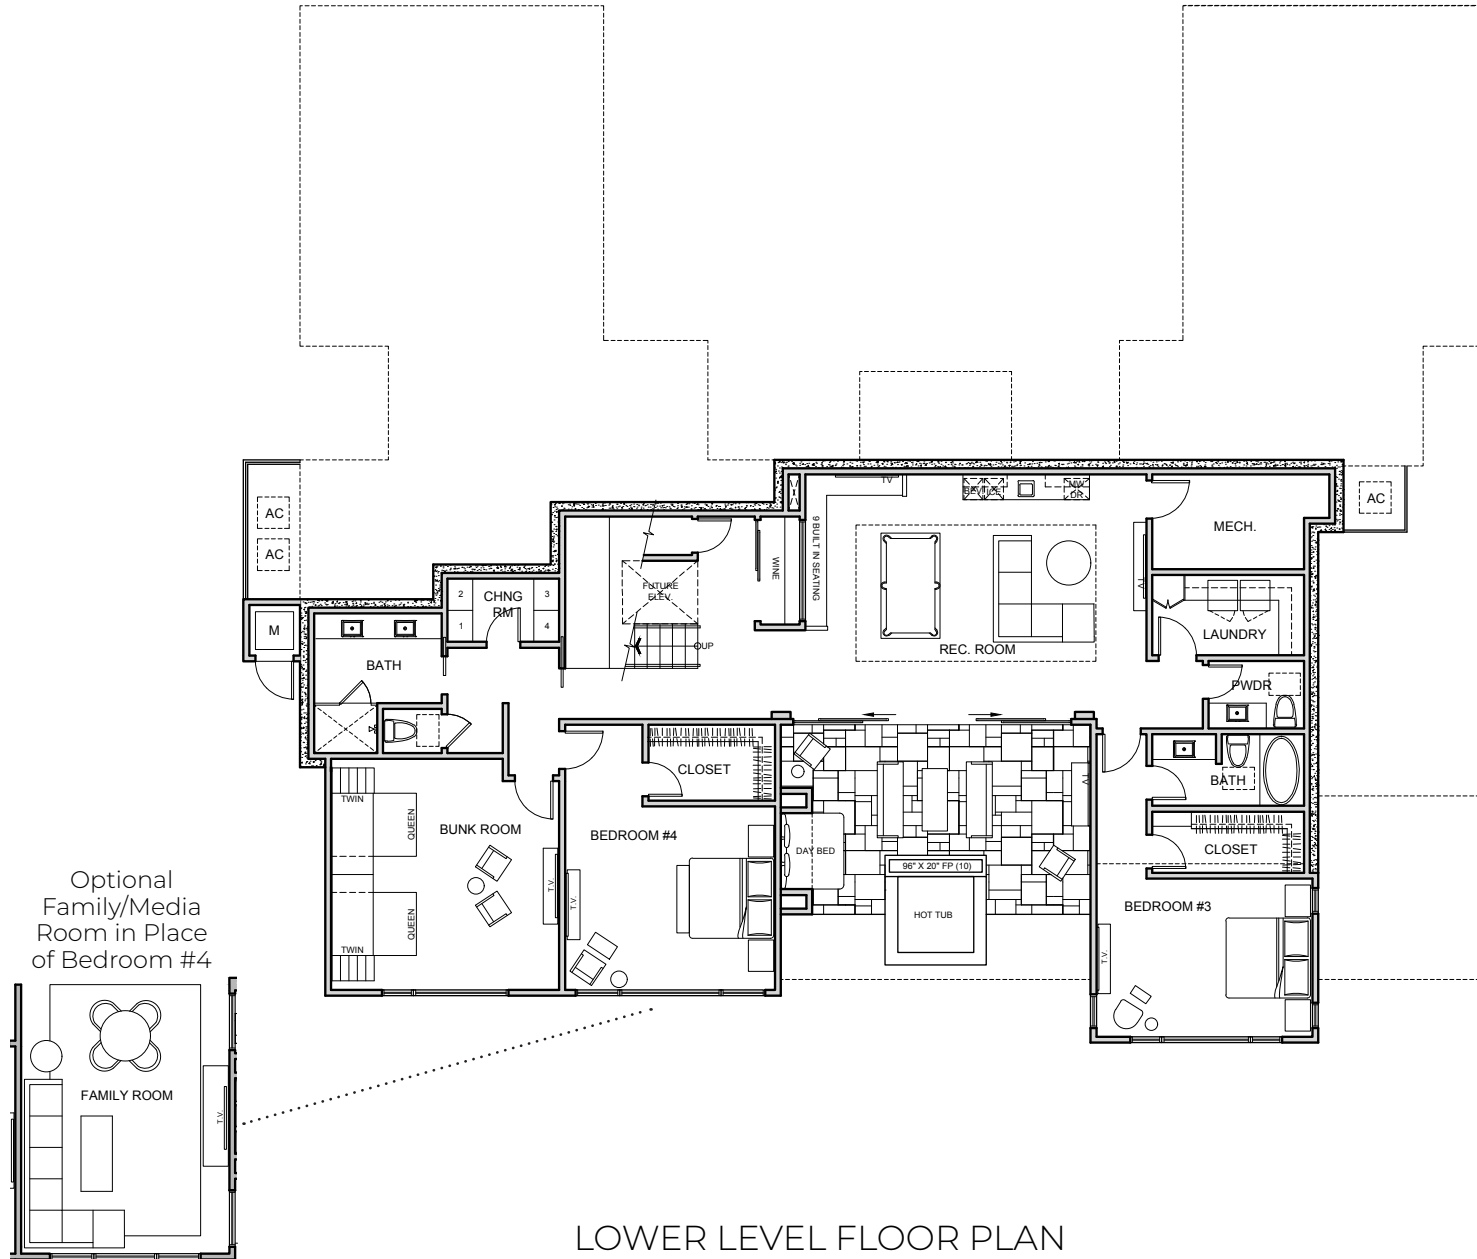 TV
MW
DR
AC
AC
AC
MECH.
9 BUILT IN SEATING
WINE
FUTURE
ELEV.
T.V.
2
CHNG
RM
3
1
4
M
BATH
UP
REC. ROOM
LAUNDRY
PWDR
CLOSET
BATH
TWIN
QUEEN
BUNK ROOM
BEDROOM #4
DAY BED
T.V.
96" X 20" FP (10)
CLOSET
HOT TUB
BEDROOM #3
T.V.
T.V.
QUEEN
TWIN
T.V.
Optional
Family/Media
Room in Place
of Bedroom #4
FAMILY ROOM
T.V.
LOWER LEVEL FLOOR PLAN